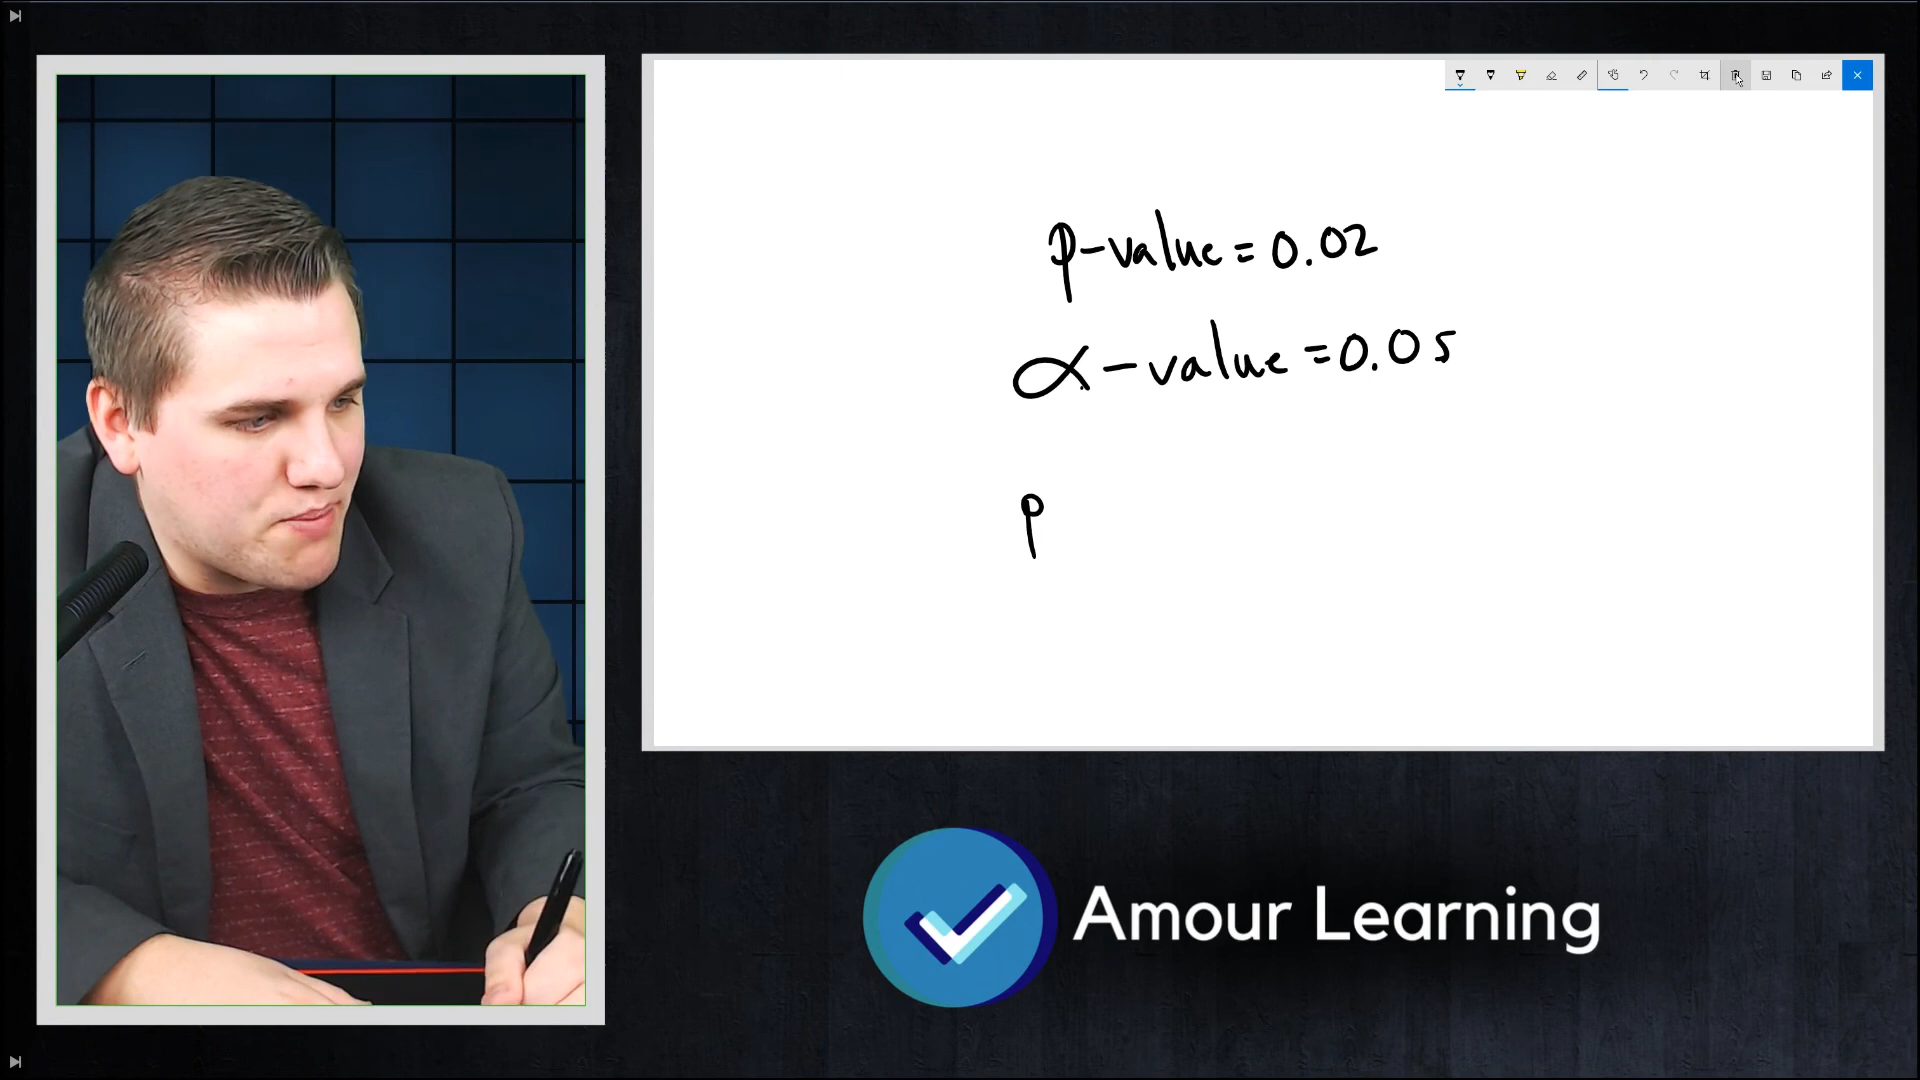 p-value = 0.02
α-value = 0.05
p
Amour Learning